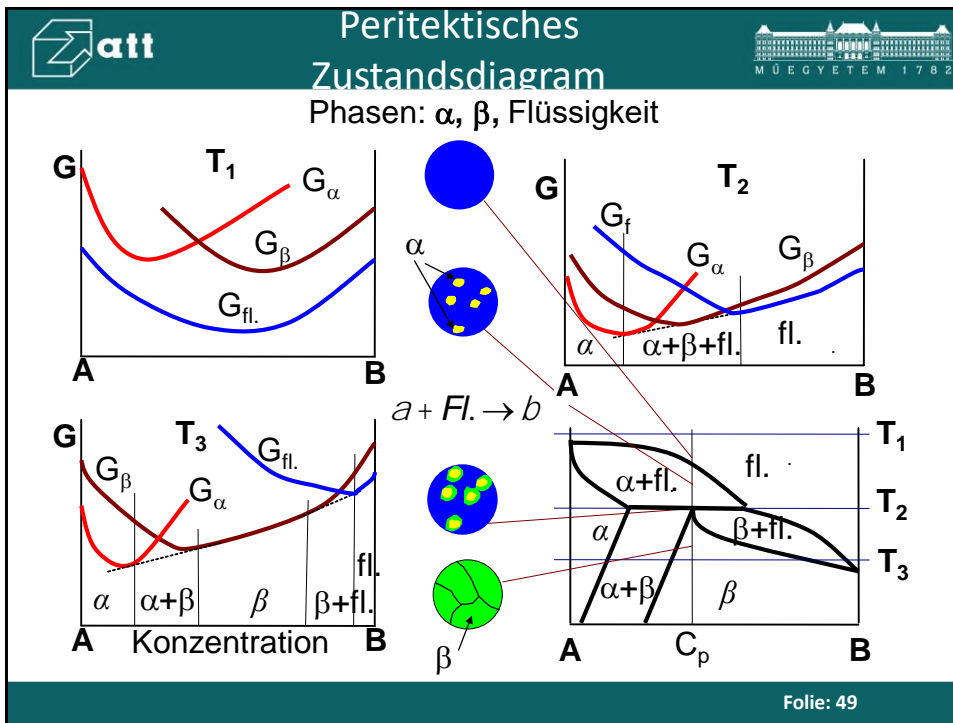 att
Peritektisches
Zustandsdiagram
MŰEGYETEM 1782
Phasen: α, β, Flüssigkeit
G
T₁
Gα
Gβ
Gfl.
A
B
α
G
T₂
Gf
Gα
Gβ
α
α+β+fl.
fl.
A
B
a + Fl. → b
G
T₃
Gβ
Gα
Gfl.
α
α+β
β
β+fl.
fl.
A
Konzentration
B
β
T₁
fl.
α+fl.
T₂
α
β+fl.
T₃
α+β
β
A
Cp
B
Folie: 49